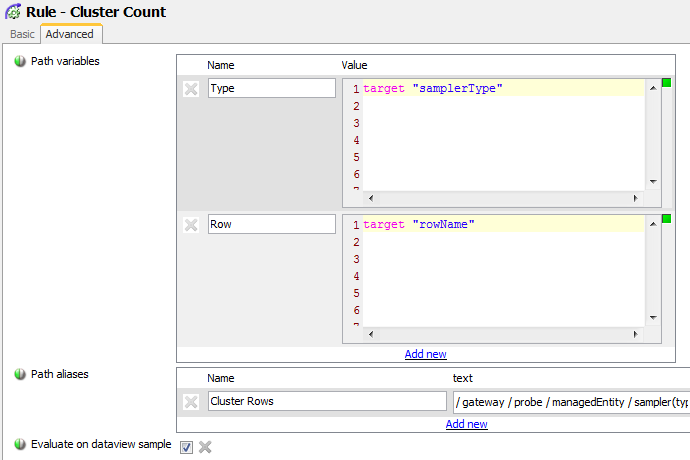 Rule - Cluster Count
Basic Advanced
Path variables
Name Value
Type
1 target "samplerType"
2
3
4
5
6
Row
1 target "rowName"
2
3
4
5
6
Add new
Path aliases
Name text
Cluster Rows / gateway / probe / managedEntity / sampler(typ
Add new
Evaluate on dataview sample